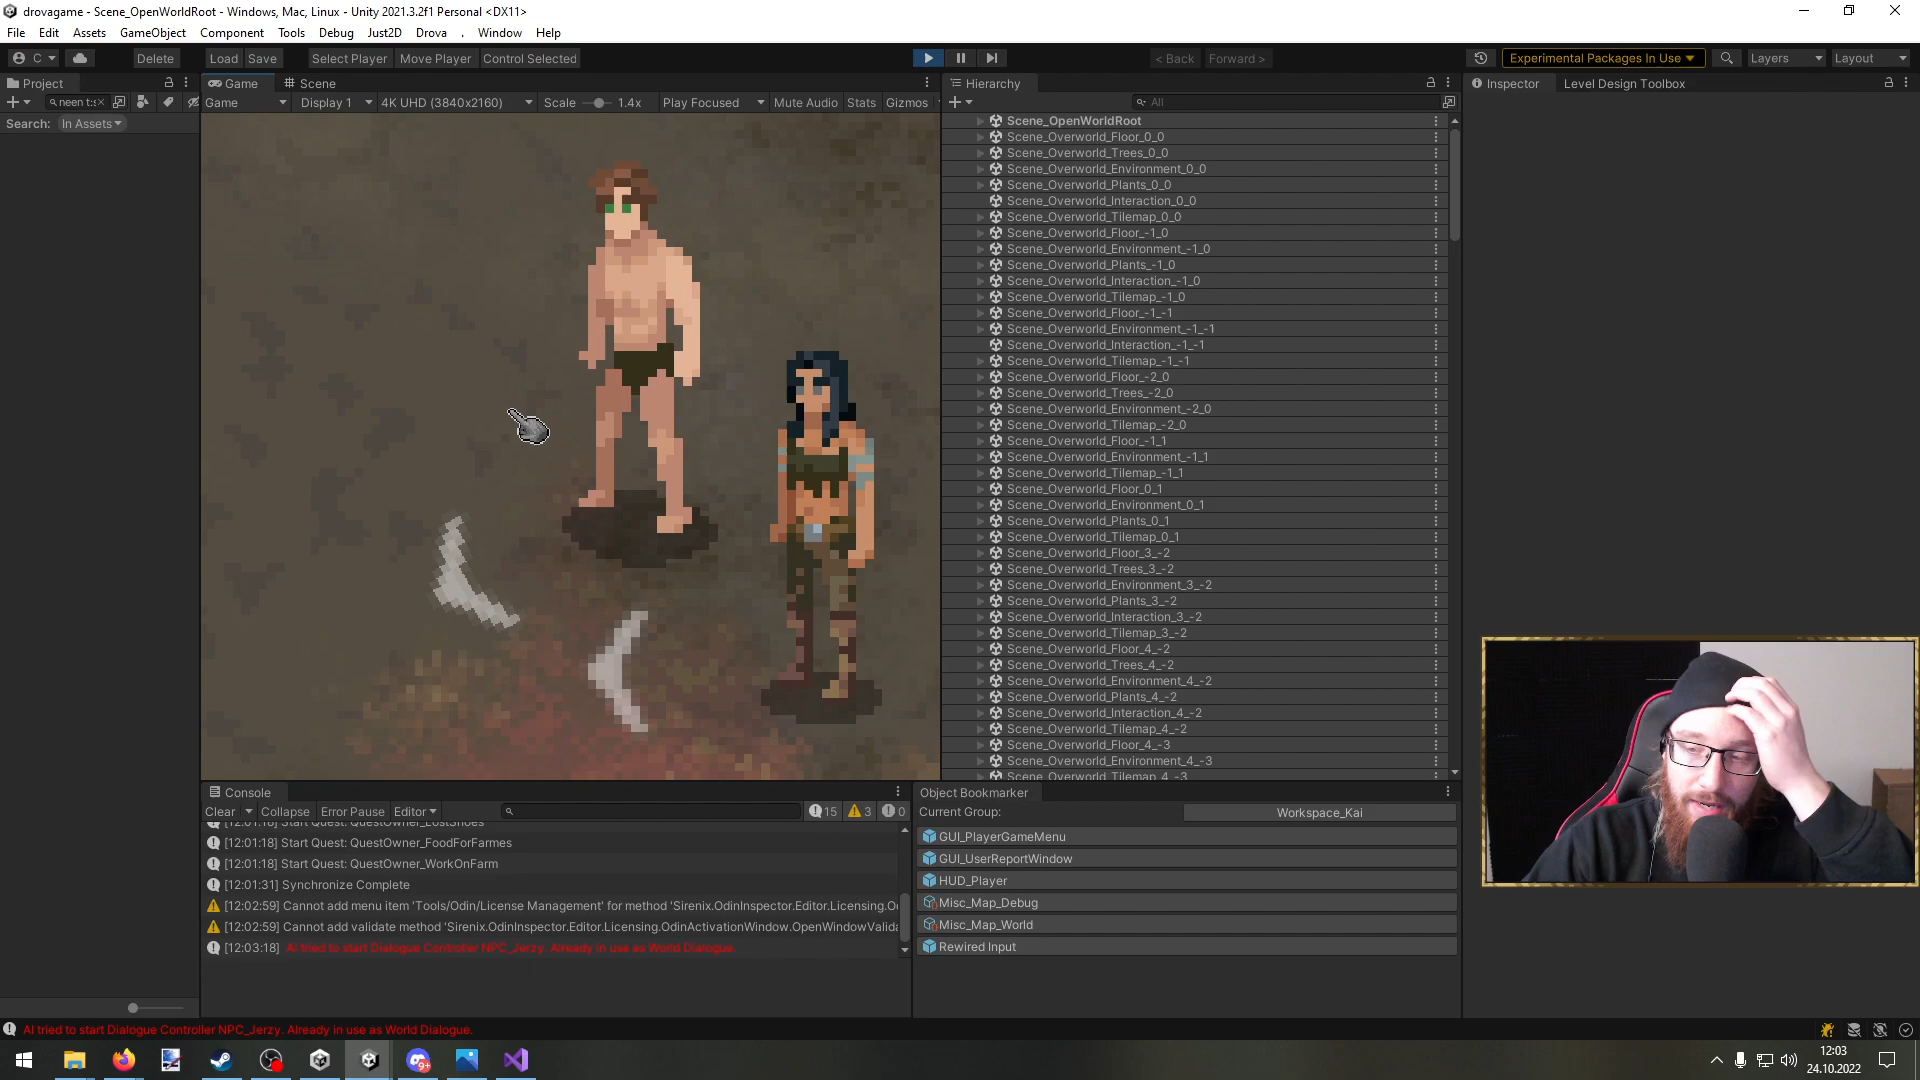 drovagame - Scene_OpenWorldRoot - Windows, Mac, Linux - Unity 2021.3.2f1 Personal <DX11>
File Edit Assets GameObject Component Tools Debug Just2D Drova . Window Help
C Delete Load Save Select Player Move Player Control Selected < Back Forward > Experimental Packages In Use Layers Layout
Project Game Scene Hierarchy Inspector Level Design Toolbox
neen t:s Game Display 1 4K UHD (3840x2160) Scale 1.4x Play Focused Mute Audio Stats Gizmos All
Search: In Assets
Scene_OpenWorldRoot
Scene_Overworld_Floor_0_0
Scene_Overworld_Trees_0_0
Scene_Overworld_Environment_0_0
Scene_Overworld_Plants_0_0
Scene_Overworld_Interaction_0_0
Scene_Overworld_Tilemap_0_0
Scene_Overworld_Floor_-1_0
Scene_Overworld_Environment_-1_0
Scene_Overworld_Plants_-1_0
Scene_Overworld_Interaction_-1_0
Scene_Overworld_Tilemap_-1_0
Scene_Overworld_Floor_-1_-1
Scene_Overworld_Environment_-1_-1
Scene_Overworld_Interaction_-1_-1
Scene_Overworld_Tilemap_-1_-1
Scene_Overworld_Floor_-2_0
Scene_Overworld_Trees_-2_0
Scene_Overworld_Environment_-2_0
Scene_Overworld_Tilemap_-2_0
Scene_Overworld_Floor_-1_1
Scene_Overworld_Environment_-1_1
Scene_Overworld_Tilemap_-1_1
Scene_Overworld_Floor_0_1
Scene_Overworld_Environment_0_1
Scene_Overworld_Plants_0_1
Scene_Overworld_Tilemap_0_1
Scene_Overworld_Floor_3_-2
Scene_Overworld_Trees_3_-2
Scene_Overworld_Environment_3_-2
Scene_Overworld_Plants_3_-2
Scene_Overworld_Interaction_3_-2
Scene_Overworld_Tilemap_3_-2
Scene_Overworld_Floor_4_-2
Scene_Overworld_Trees_4_-2
Scene_Overworld_Environment_4_-2
Scene_Overworld_Plants_4_-2
Scene_Overworld_Interaction_4_-2
Scene_Overworld_Tilemap_4_-2
Scene_Overworld_Floor_4_-3
Scene_Overworld_Environment_4_-3
Scene_Overworld_Tilemap_4_-3
Console
Clear Collapse Error Pause Editor 15 3 0
[12:01:18] Start Quest: QuestOwner_LostShoes
[12:01:18] Start Quest: QuestOwner_FoodForFarmes
[12:01:18] Start Quest: QuestOwner_WorkOnFarm
[12:01:31] Synchronize Complete
[12:02:59] Cannot add menu item 'Tools/Odin/License Management' for method 'Sirenix.OdinInspector.Editor.Licensing.O
[12:02:59] Cannot add validate method 'Sirenix.OdinInspector.Editor.Licensing.OdinActivationWindow.OpenWindowValida
[12:03:18] AI tried to start Dialogue Controller NPC_Jerzy. Already in use as World Dialogue.
Object Bookmarker
Current Group: Workspace_Kai
GUI_PlayerGameMenu
GUI_UserReportWindow
HUD_Player
Misc_Map_Debug
Misc_Map_World
Rewired Input
AI tried to start Dialogue Controller NPC_Jerzy. Already in use as World Dialogue.
9+
12:03
24.10.2022